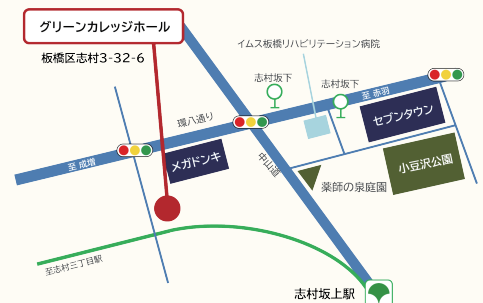 グリーンカレッジホール
板橋区志村3-32-6
イムス板橋リハビリテーション病院
志村坂下
志村坂下
至 赤羽
環八通り
セブンタウン
メガドンキ
至 成増
中山道
小豆沢公園
薬師の泉庭園
至志村三丁目駅
志村坂上駅